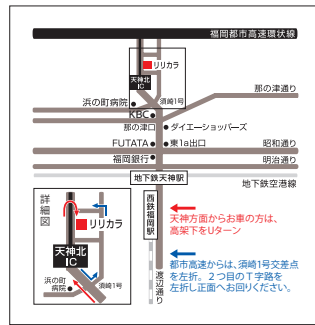 福岡都市高速環状線
リリカラ
天神北
IC
須崎1号
浜の町病院
那の津通り
KBC
那の津口
ダイエーショッパーズ
FUTATA
東1a出口
昭和通り
福岡銀行
明治通り
地下鉄天神駅
地下鉄空港線
西鉄福岡駅
渡辺通り
天神方面からお車の方は、
高架下をUターン
都市高速からは、須崎1号交差点
を左折。2つ目のT字路を
左折し正面へお回りください。
詳細図
リリカラ
天神北
IC
浜の町
病院
須崎1号